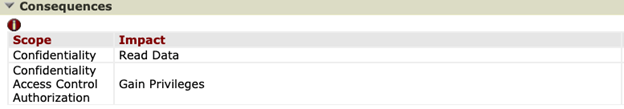 Consequences
Scope Impact
Confidentiality Read Data
Confidentiality
Access Control Gain Privileges
Authorization